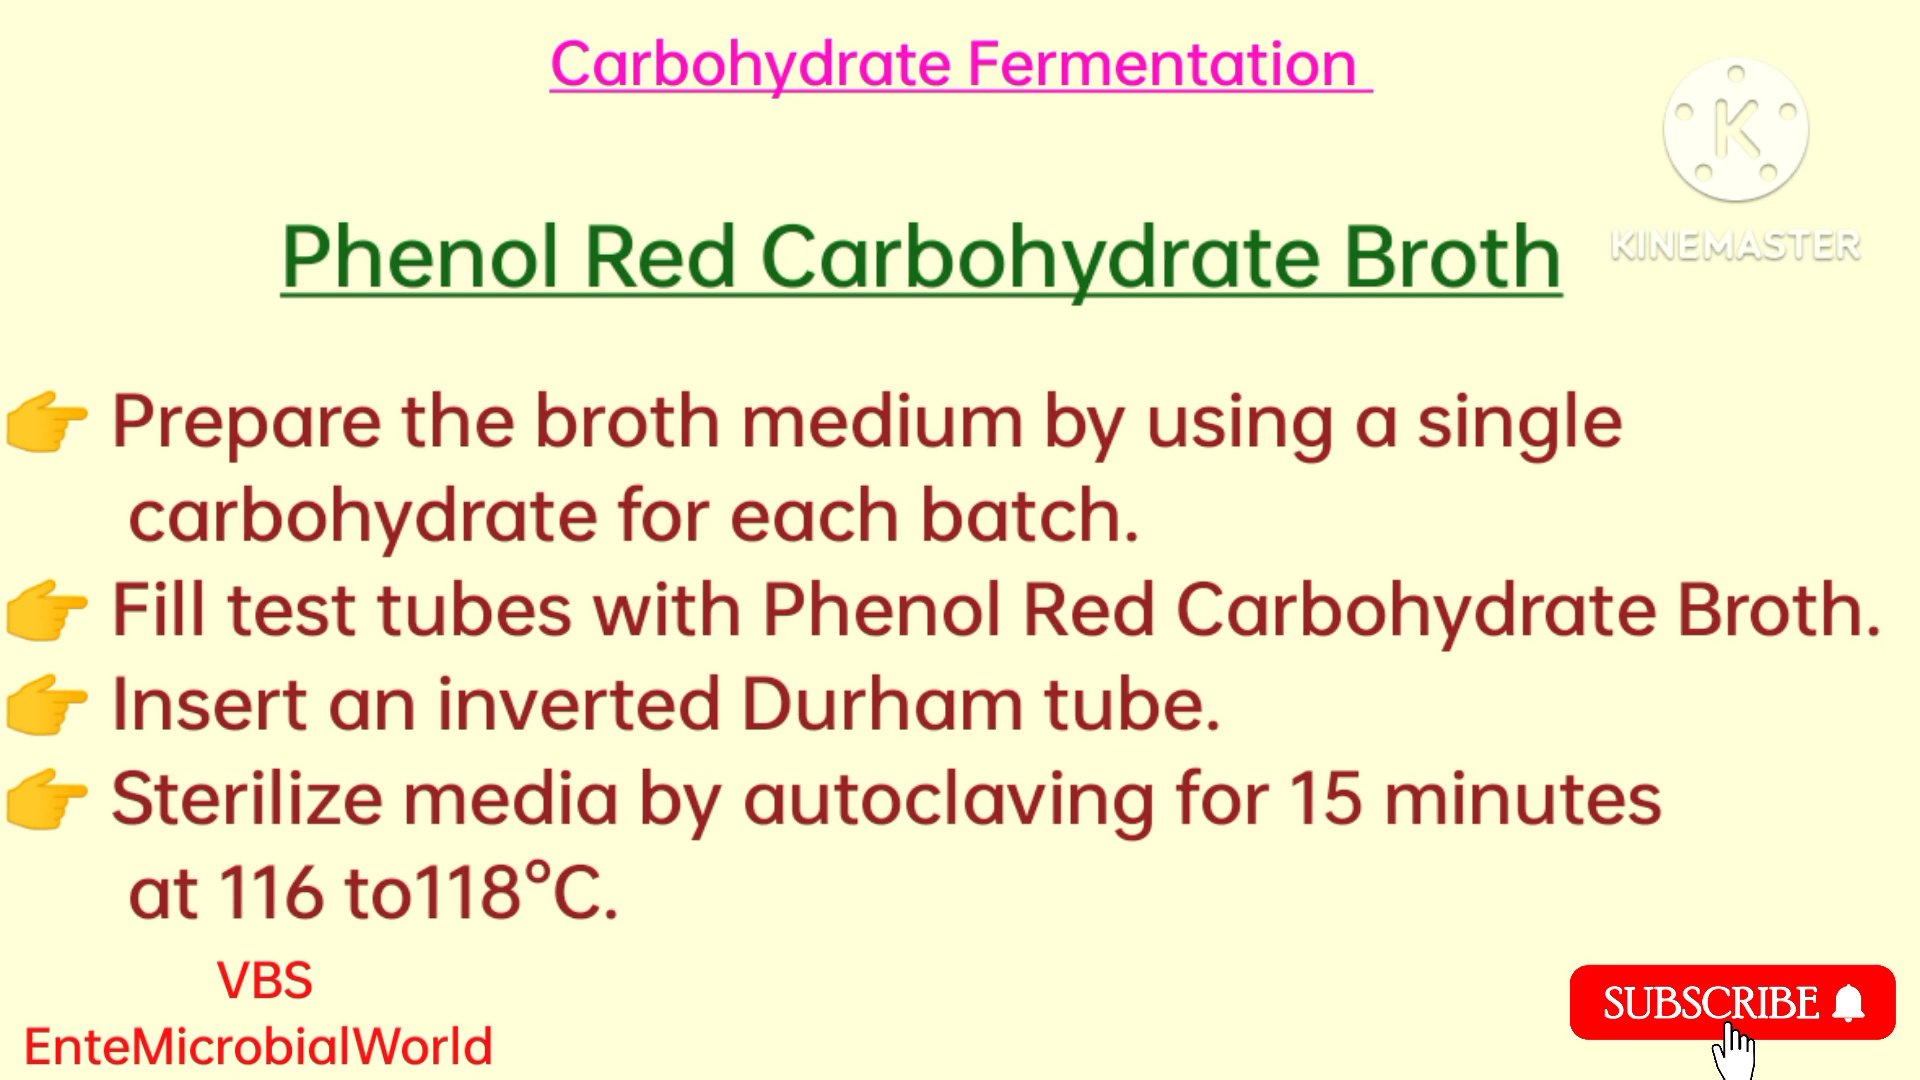 Carbohydrate Fermentation
K
KINEMASTER
Phenol Red Carbohydrate Broth
👉 Prepare the broth medium by using a single
carbohydrate for each batch.
👉 Fill test tubes with Phenol Red Carbohydrate Broth.
👉 Insert an inverted Durham tube.
👉 Sterilize media by autoclaving for 15 minutes
at 116 to118°C.
VBS
EnteMicrobialWorld
SUBSCRIBE